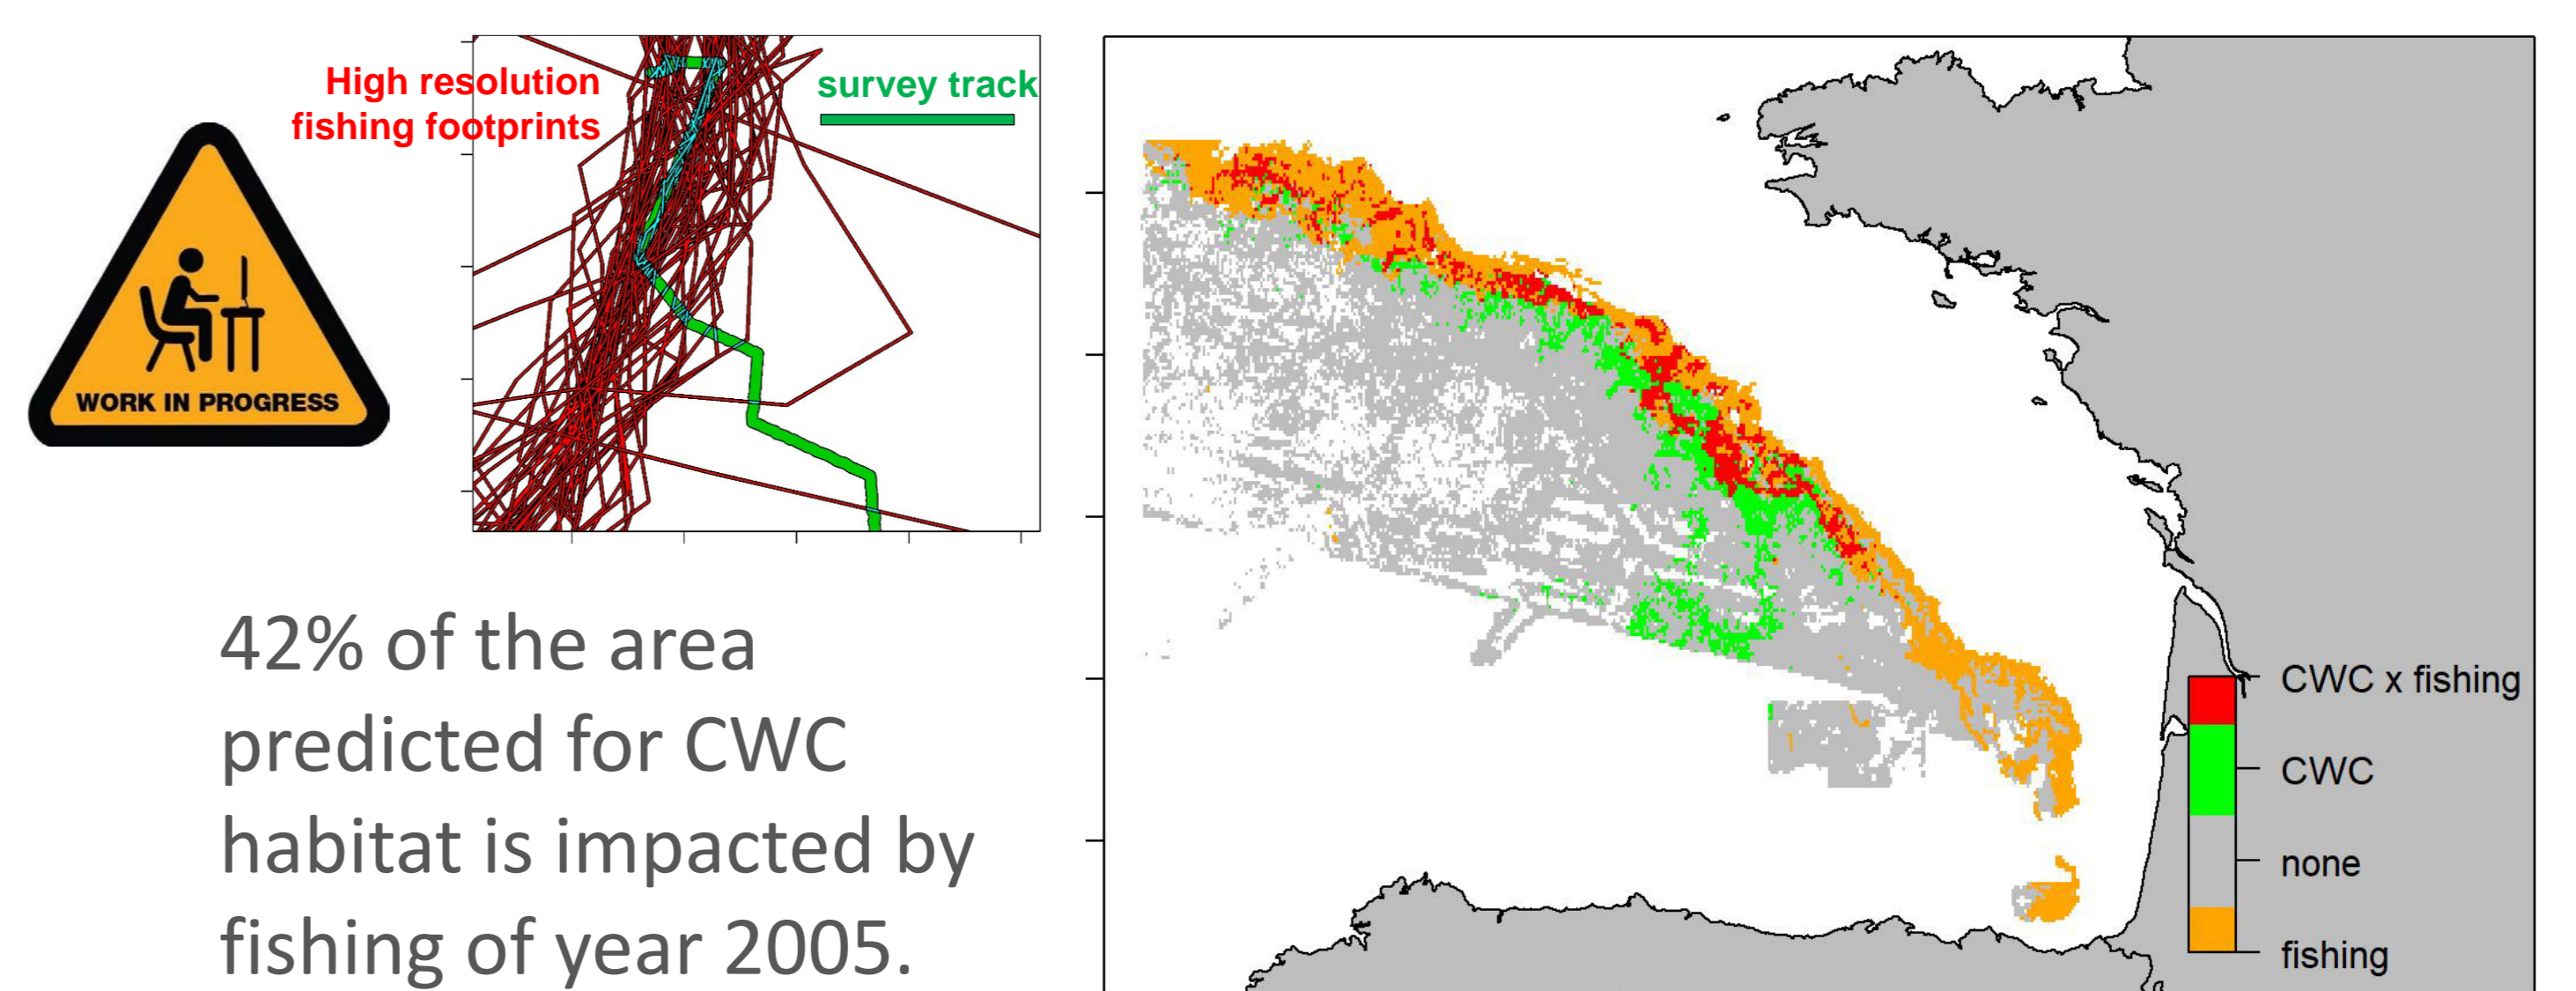 High resolution
fishing footprints
survey track
WORK IN PROGRESS
42% of the area
predicted for CWC
habitat is impacted by
fishing of year 2005.
CWC x fishing
CWC
none
fishing